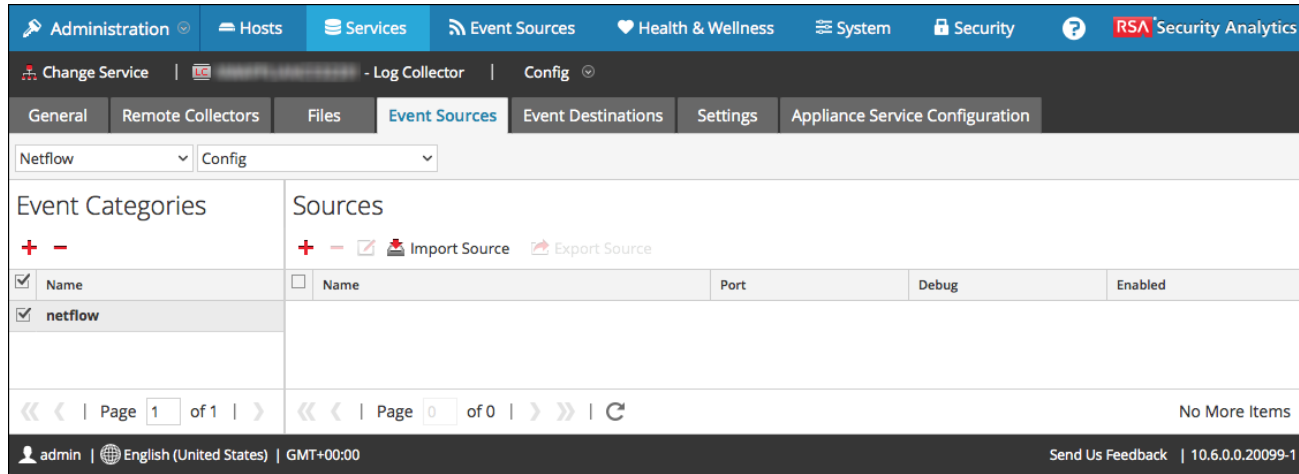 Administration Hosts Services Event Sources Health & Wellness System Security ? RSA Security Analytics
Change Service | LC - Log Collector | Config
General Remote Collectors Files Event Sources Event Destinations Settings Appliance Service Configuration
Netflow Config
Event Categories
Sources
Import Source Export Source
Name
Name Port Debug Enabled
netflow
Page 1 of 1
Page 0 of 0 No More Items
admin | English (United States) | GMT+00:00 Send Us Feedback | 10.6.0.0.20099-1